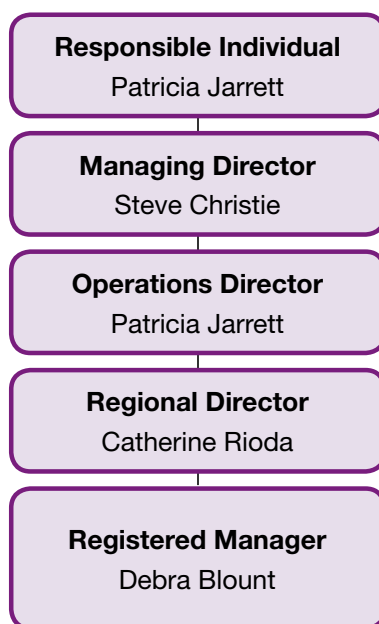 Responsible Individual
Patricia Jarrett
Managing Director
Steve Christie
Operations Director
Patricia Jarrett
Regional Director
Catherine Rioda
Registered Manager
Debra Blount